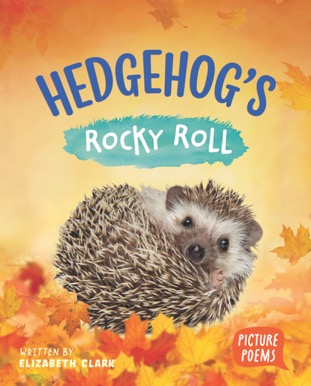 HEDGEHOG'S
ROCKY ROLL
WRITTEN BY
ELIZABETH CLARK
PICTURE
POEMS